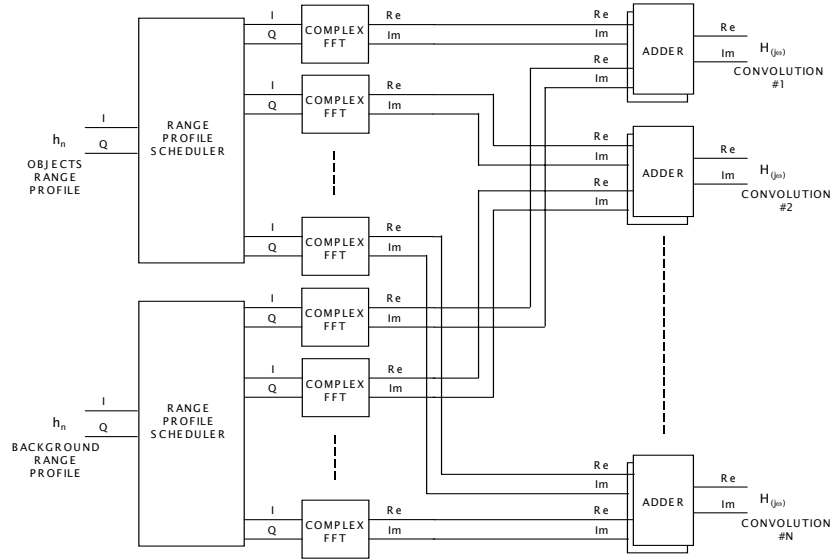 I
Q
COMPLEX
FFT
Re
Im
Re
Im
Re
Im
ADDER
Re
Im
H(jω)
CONVOLUTION
#1
I
Q
COMPLEX
FFT
Re
Im
hn
I
Q
OBJECTS
RANGE
PROFILE
RANGE
PROFILE
SCHEDULER
Re
Im
Re
Im
ADDER
Re
Im
H(jω)
CONVOLUTION
#2
I
Q
COMPLEX
FFT
Re
Im
I
Q
COMPLEX
FFT
Re
Im
I
Q
COMPLEX
FFT
Re
Im
hn
I
Q
BACKGROUND
RANGE
PROFILE
RANGE
PROFILE
SCHEDULER
I
Q
COMPLEX
FFT
Re
Im
Re
Im
Re
Im
ADDER
Re
Im
H(jω)
CONVOLUTION
#N